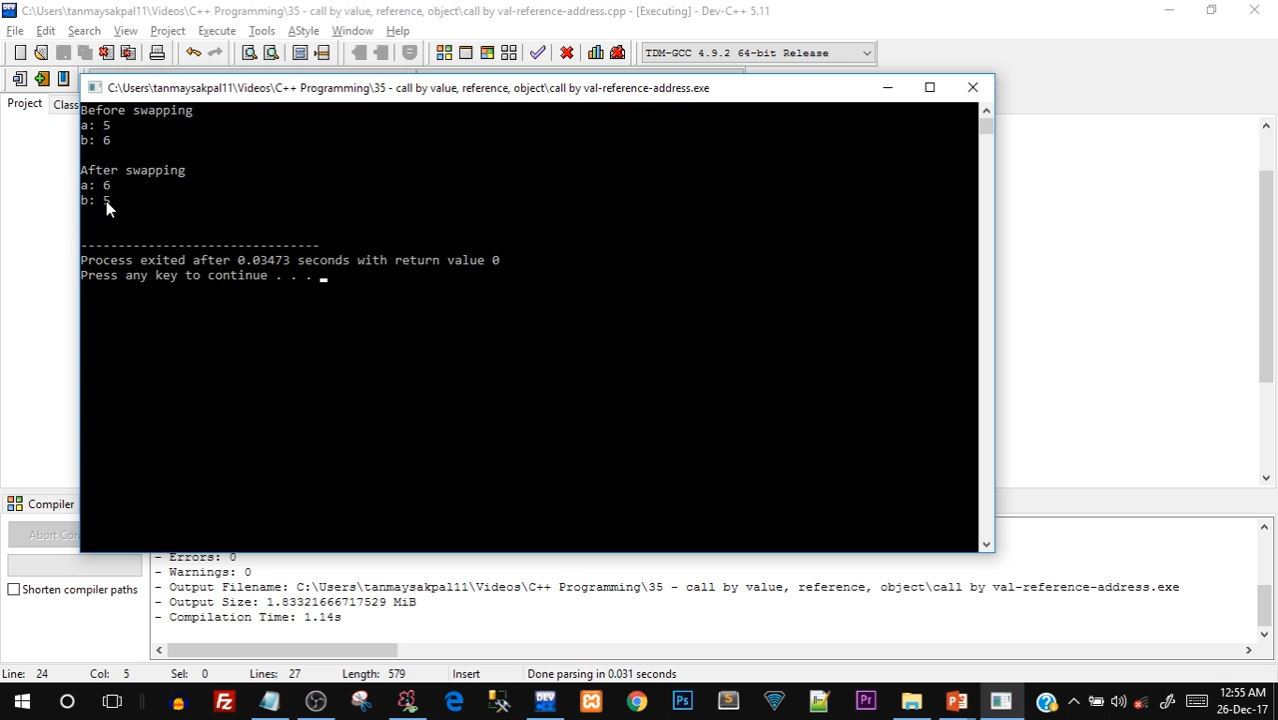 C:\Users\tanmaysakpal11\Videos\C++ Programming\35 - call by value, reference, object\call by val-reference-address.cpp - [Executing] - Dev-C++ 5.11
File Edit Search View Project Execute Tools AStyle Window Help
TDM-GCC 4.9.2 64-bit Release
C:\Users\tanmaysakpal11\Videos\C++ Programming\35 - call by value, reference, object\call by val-reference-address.exe
Project Clas
Before swapping
a: 5
b: 6
After swapping
a: 6
b: 5
--------------------------------
Process exited after 0.03473 seconds with return value 0
Press any key to continue . . .
Compiler
Abort Con
Shorten compiler paths
- Errors: 0
- Warnings: 0
- Output Filename: C:\Users\tanmaysakpal11\Videos\C++ Programming\35 - call by value, reference, object\call by val-reference-address.exe
- Output Size: 1.83321666717529 MiB
- Compilation Time: 1.14s
Line: 24 Col: 5 Sel: 0 Lines: 27 Length: 579 Insert Done parsing in 0.031 seconds
12:55 AM
26-Dec-17